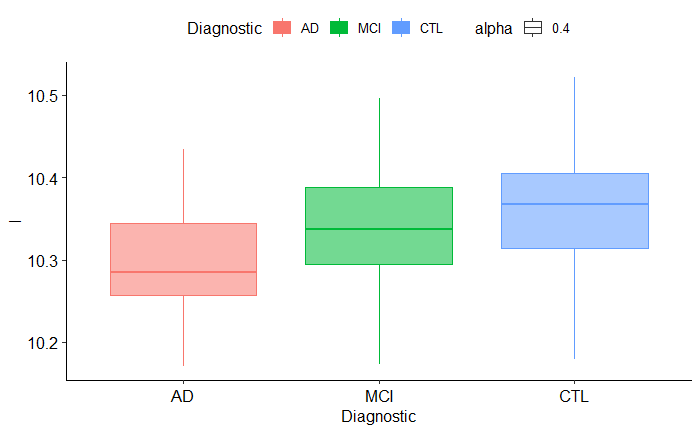 Diagnostic AD MCI CTL alpha 0.4
10.5
10.4
10.3
10.2
I
AD MCI CTL
Diagnostic